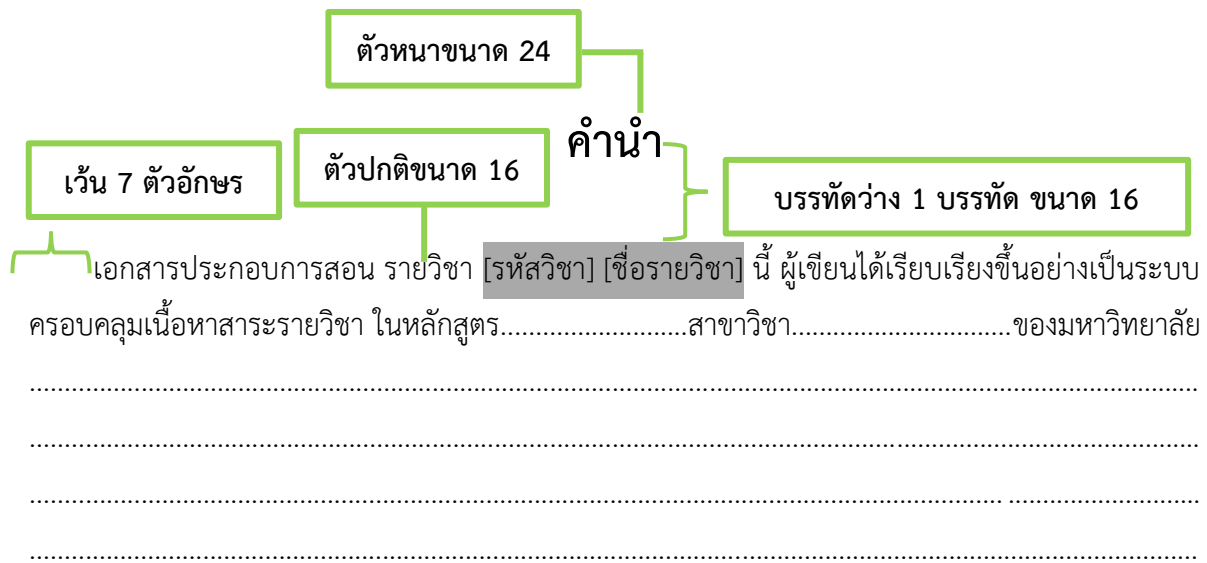 ตัวหนาขนาด 24
คำนำ
เว้น 7 ตัวอักษร
ตัวปกติขนาด 16
บรรทัดว่าง 1 บรรทัด ขนาด 16
เอกสารประกอบการสอน รายวิชา [รหัสวิชา] [ชื่อรายวิชา] นี้ ผู้เขียนได้เรียบเรียงขึ้นอย่างเป็นระบบ
ครอบคลุมเนื้อหาสาระรายวิชา ในหลักสูตร...........................สาขาวิชา................................ของมหาวิทยาลัย
.......................................................................................................................................................................
.......................................................................................................................................................................
........................................................................................................................................... ...........................
.......................................................................................................................................................................